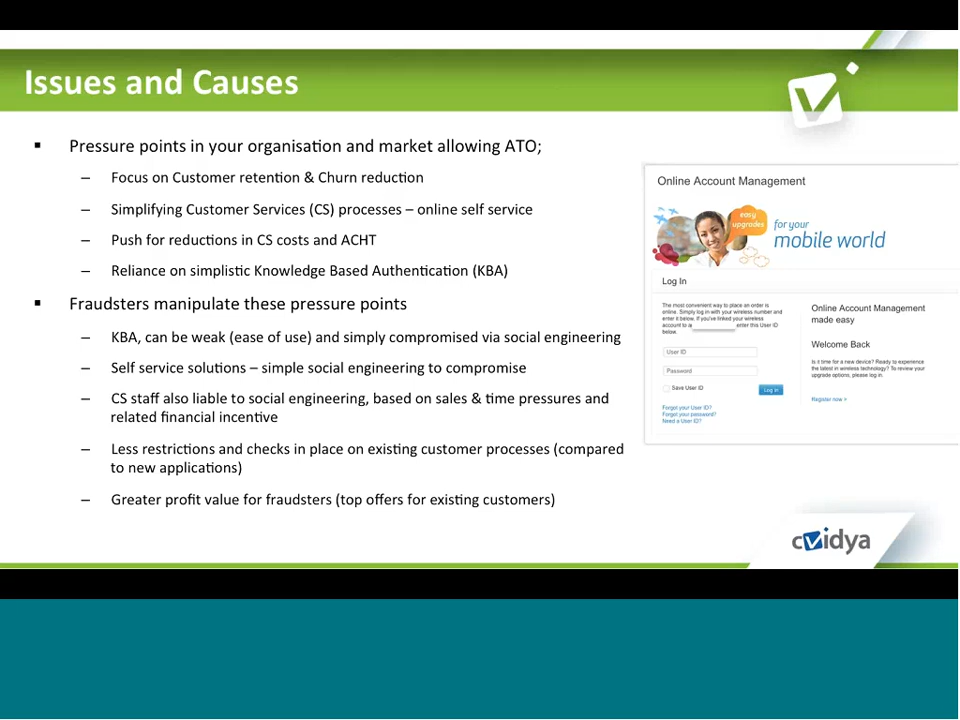 Issues and Causes
▪ Pressure points in your organisation and market allowing ATO;
– Focus on Customer retention & Churn reduction
– Simplifying Customer Services (CS) processes – online self service
– Push for reductions in CS costs and ACHT
– Reliance on simplistic Knowledge Based Authentication (KBA)
▪ Fraudsters manipulate these pressure points
– KBA, can be weak (ease of use) and simply compromised via social engineering
– Self service solutions – simple social engineering to compromise
– CS staff also liable to social engineering, based on sales & time pressures and
related financial incentive
– Less restrictions and checks in place on existing customer processes (compared
to new applications)
– Greater profit value for fraudsters (top offers for existing customers)
Online Account Management
easy
upgrades
for your
mobile world
Log In
The most convenient way to place an order is
online. Simply log in with your wireless number and
enter it below. If you've linked your wireless
account to a enter this User ID
below.
User ID
Password
Save User ID
Log in
Forgot your User ID?
Forgot your password?
Need a User ID?
Online Account Management
made easy
Welcome Back
Is it time for a new device? Ready to experience
the latest in wireless technology? To review your
upgrade options, please log in.
Register now >
cvidya